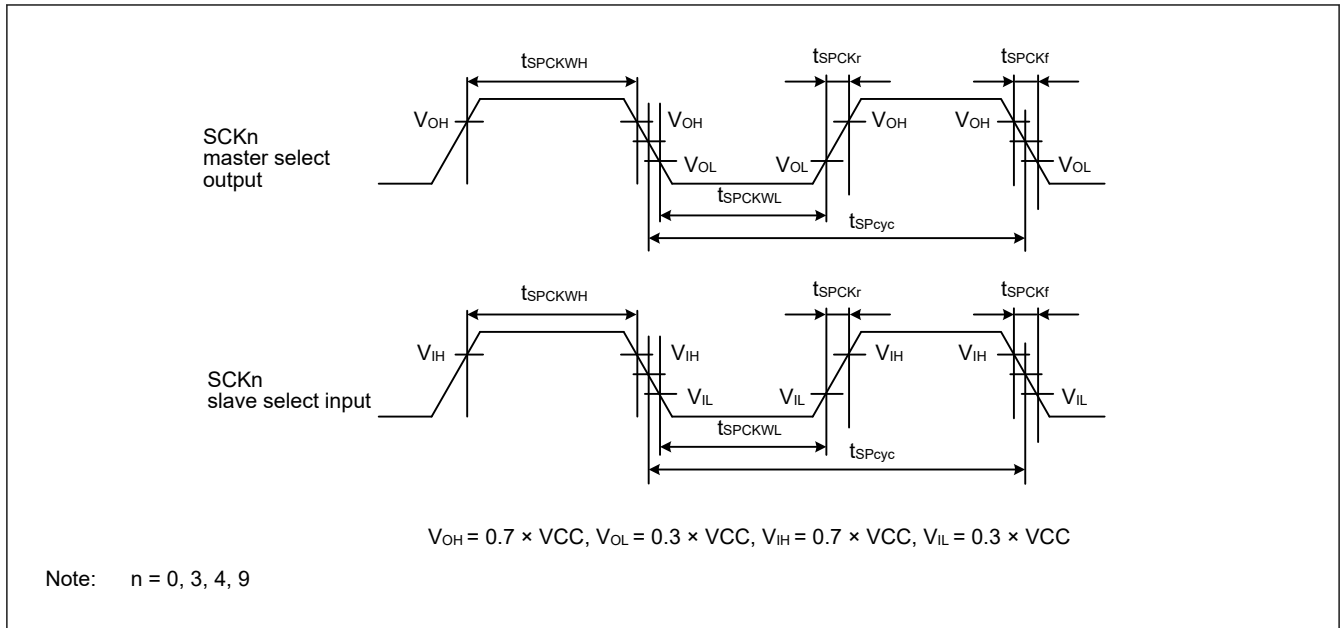 tSPCKWH
tSPCKr
tSPCKf
VOH
VOH
VOH
VOH
SCKn
master select
output
VOL
VOL
VOL
tSPCKWL
tSPcyc
tSPCKWH
tSPCKr
tSPCKf
VIH
VIH
VIH
VIH
SCKn
slave select input
VIL
VIL
VIL
tSPCKWL
tSPcyc
VOH = 0.7 × VCC, VOL = 0.3 × VCC, VIH = 0.7 × VCC, VIL = 0.3 × VCC
Note: n = 0, 3, 4, 9